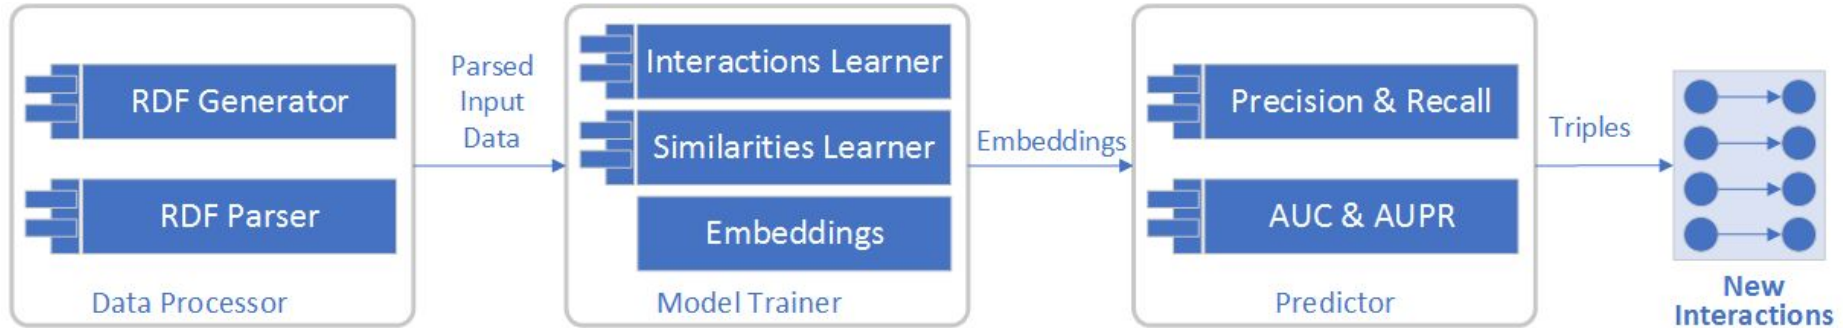 RDF Generator
RDF Parser
Data Processor
Parsed
Input
Data
Interactions Learner
Similarities Learner
Embeddings
Model Trainer
Embeddings
Precision & Recall
AUC & AUPR
Predictor
Triples
New
Interactions